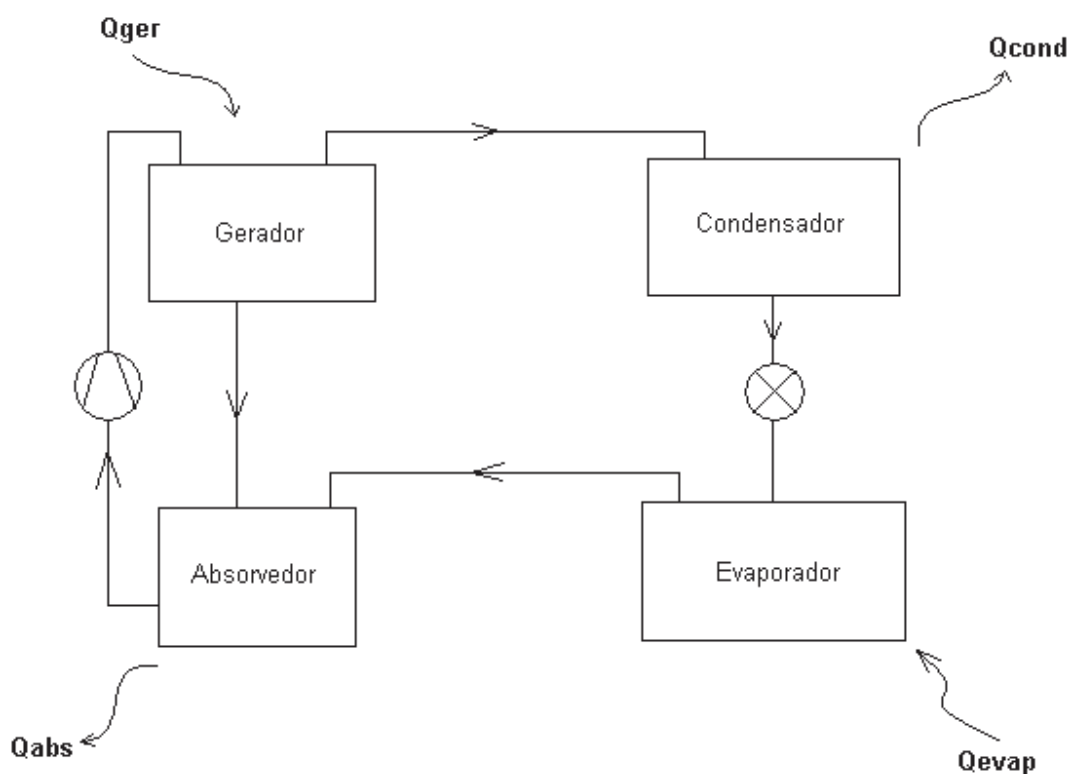 Qger
Qcond
Gerador
Condensador
Absorvedor
Evaporador
Qabs
Qevap